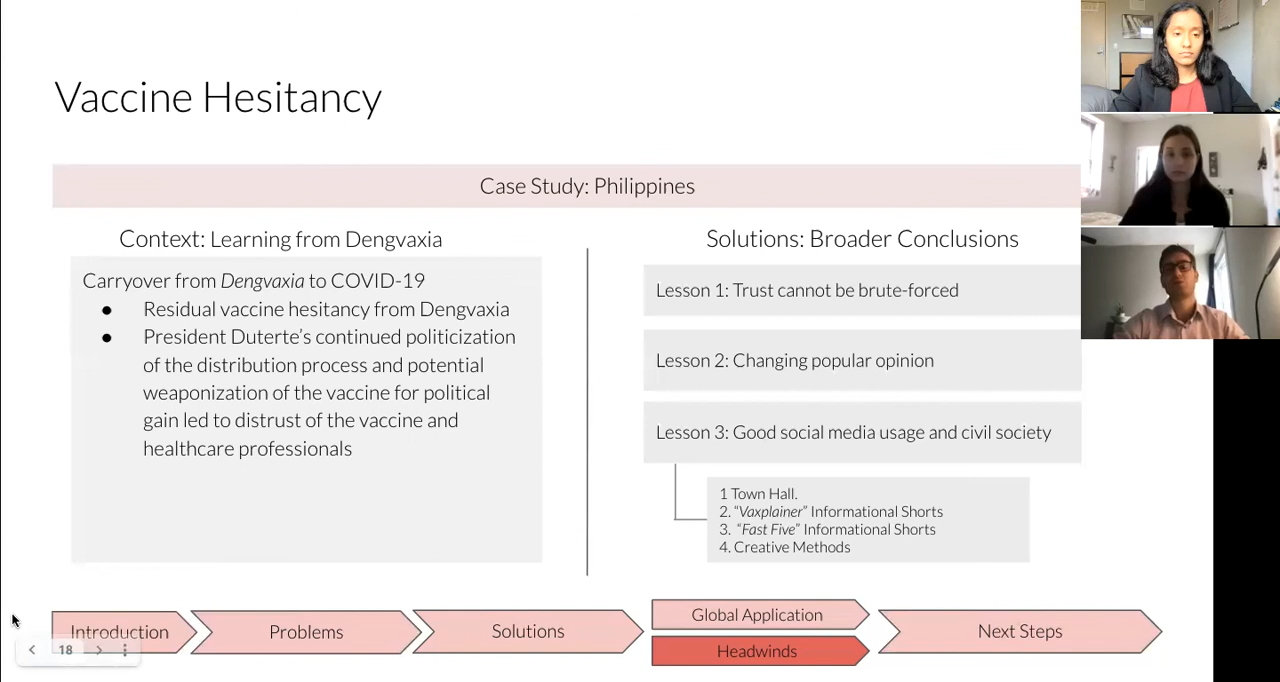 Vaccine Hesitancy
Case Study: Philippines
Context: Learning from Dengvaxia
Carryover from Dengvaxia to COVID-19
● Residual vaccine hesitancy from Dengvaxia
● President Duterte’s continued politicization
of the distribution process and potential
weaponization of the vaccine for political
gain led to distrust of the vaccine and
healthcare professionals
Solutions: Broader Conclusions
Lesson 1: Trust cannot be brute-forced
Lesson 2: Changing popular opinion
Lesson 3: Good social media usage and civil society
1 Town Hall.
2. “Vaxplainer” Informational Shorts
3. “Fast Five” Informational Shorts
4. Creative Methods
Introduction
Problems
Solutions
Global Application
Headwinds
Next Steps
18